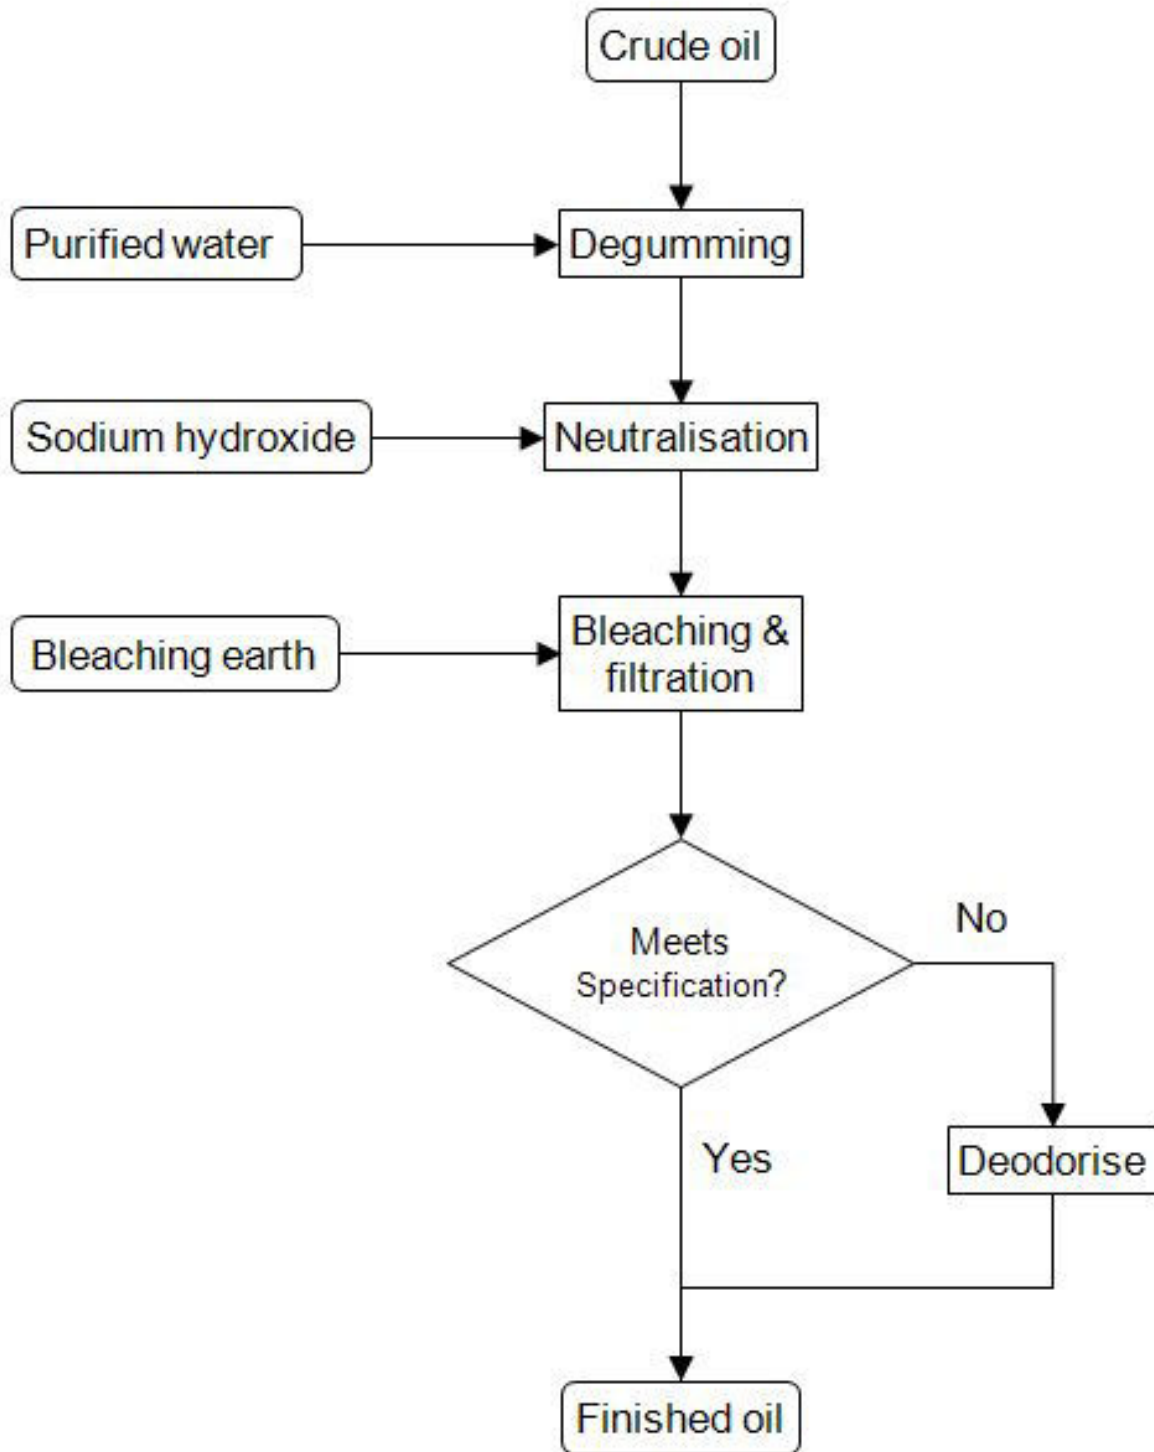 Crude oil
Purified water
Degumming
Sodium hydroxide
Neutralisation
Bleaching earth
Bleaching &
filtration
Meets
Specification?
No
Yes
Deodorise
Finished oil